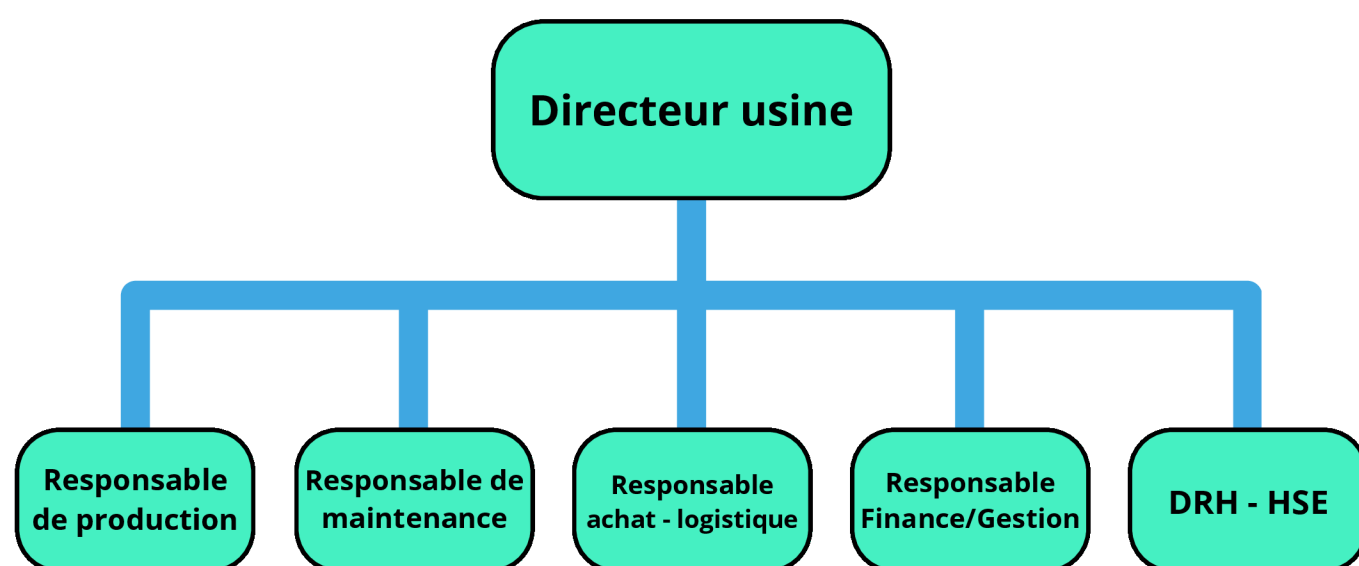 Directeur usine
Responsable
de production
Responsable de
maintenance
Responsable
achat - logistique
Responsable
Finance/Gestion
DRH - HSE